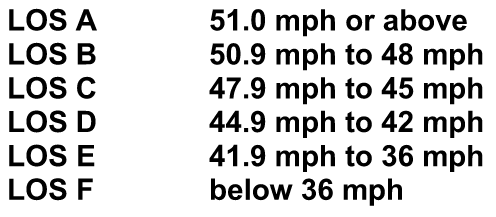 LOS A 51.0 mph or above
LOS B 50.9 mph to 48 mph
LOS C 47.9 mph to 45 mph
LOS D 44.9 mph to 42 mph
LOS E 41.9 mph to 36 mph
LOS F below 36 mph